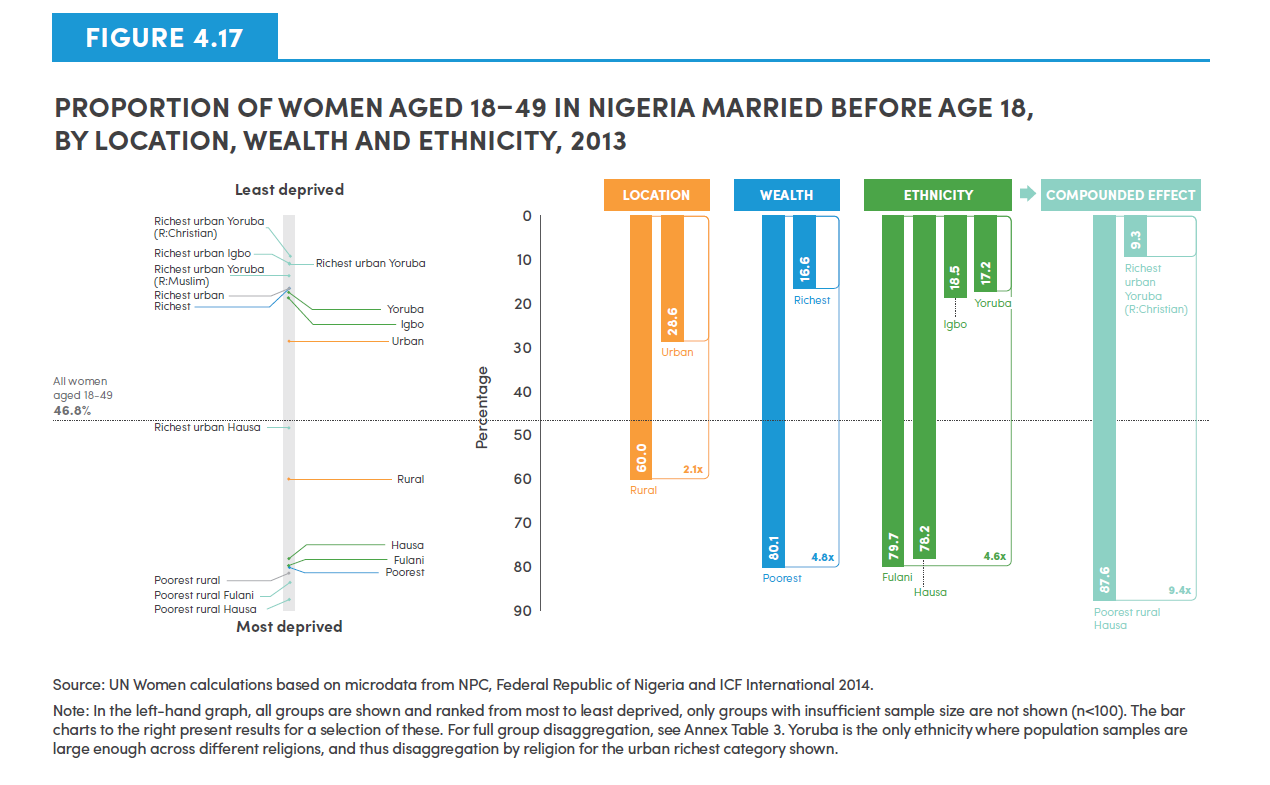 FIGURE 4.17
PROPORTION OF WOMEN AGED 18–49 IN NIGERIA MARRIED BEFORE AGE 18,
BY LOCATION, WEALTH AND ETHNICITY, 2013
Least deprived
Richest urban Yoruba
(R:Christian)
Richest urban Igbo
Richest urban Yoruba
Richest urban Yoruba
(R:Muslim)
Richest urban
Richest
Yoruba
Igbo
Urban
All women
aged 18-49
46.8%
Richest urban Hausa
Rural
Hausa
Fulani
Poorest
Poorest rural
Poorest rural Fulani
Poorest rural Hausa
Most deprived
Percentage
0
10
20
30
40
50
60
70
80
90
LOCATION
60.0
28.6
Urban
Rural
2.1x
WEALTH
80.1
16.6
Richest
Poorest
4.8x
ETHNICITY
79.7
78.2
18.5
17.2
Yoruba
Igbo
Fulani
Hausa
4.6x
COMPOUNDED EFFECT
87.6
9.3
Richest
urban
Yoruba
(R:Christian)
9.4x
Poorest rural
Hausa
Source: UN Women calculations based on microdata from NPC, Federal Republic of Nigeria and ICF International 2014.
Note: In the left-hand graph, all groups are shown and ranked from most to least deprived, only groups with insufficient sample size are not shown (n<100). The bar
charts to the right present results for a selection of these. For full group disaggregation, see Annex Table 3. Yoruba is the only ethnicity where population samples are
large enough across different religions, and thus disaggregation by religion for the urban richest category shown.